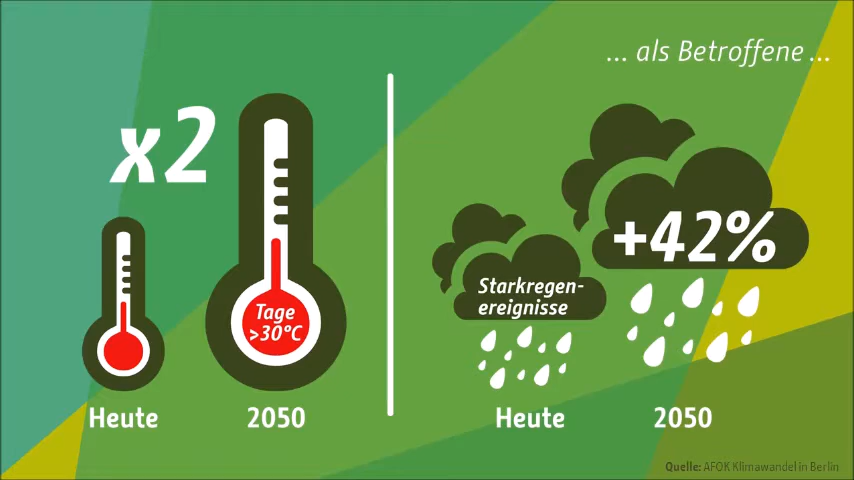 ... als Betroffene ...
x2
Tage
>30°C
Heute
2050
+42%
Starkregen-
ereignisse
Heute
2050
Quelle: AFOK Klimawandel in Berlin